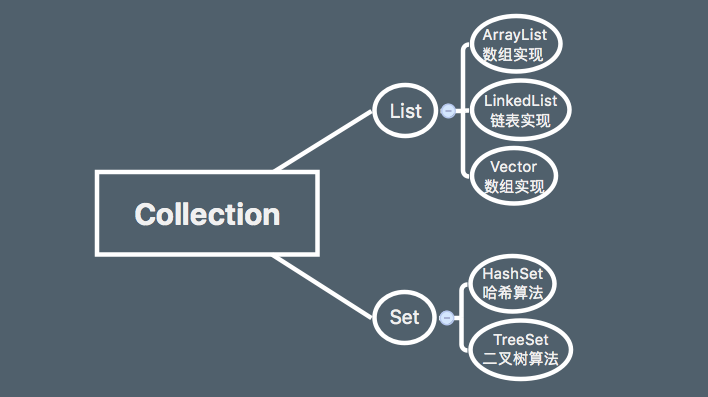 Collection
List
ArrayList
数组实现
LinkedList
链表实现
Vector
数组实现
Set
HashSet
哈希算法
TreeSet
二叉树算法